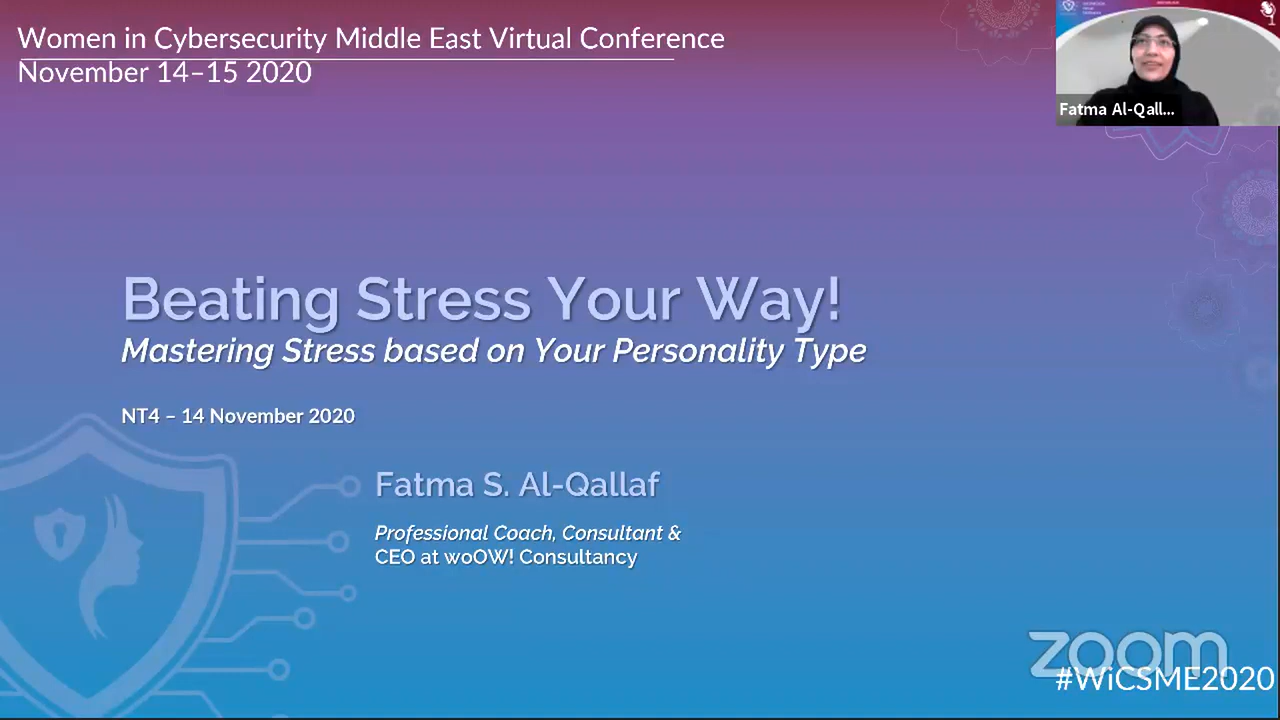 Women in Cybersecurity Middle East Virtual Conference
November 14–15 2020
Fatma Al-Qall...
Beating Stress Your Way!
Mastering Stress based on Your Personality Type
NT4 – 14 November 2020
Fatma S. Al-Qallaf
Professional Coach, Consultant &
CEO at woOW! Consultancy
zoom
#WiCSME2020